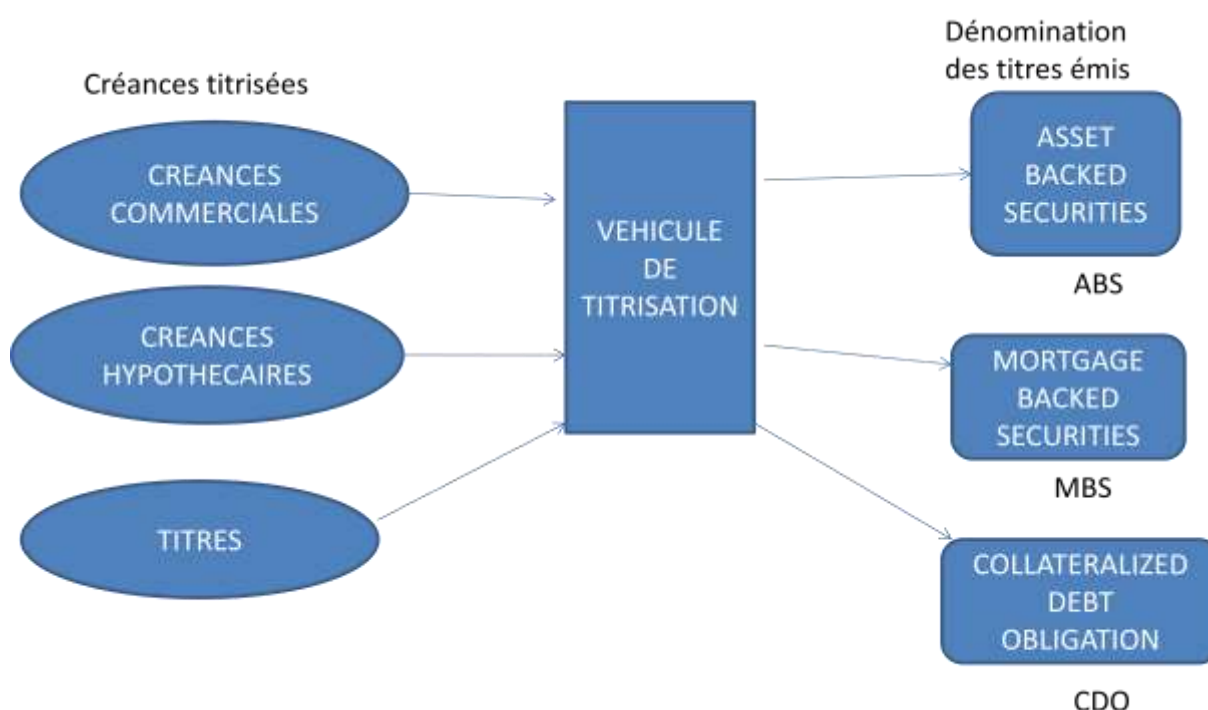 Créances titrisées
CREANCES
COMMERCIALES
CREANCES
HYPOTHECAIRES
TITRES
VEHICULE
DE
TITRISATION
Dénomination
des titres émis
ASSET
BACKED
SECURITIES
ABS
MORTGAGE
BACKED
SECURITIES
MBS
COLLATERALIZED
DEBT
OBLIGATION
CDO